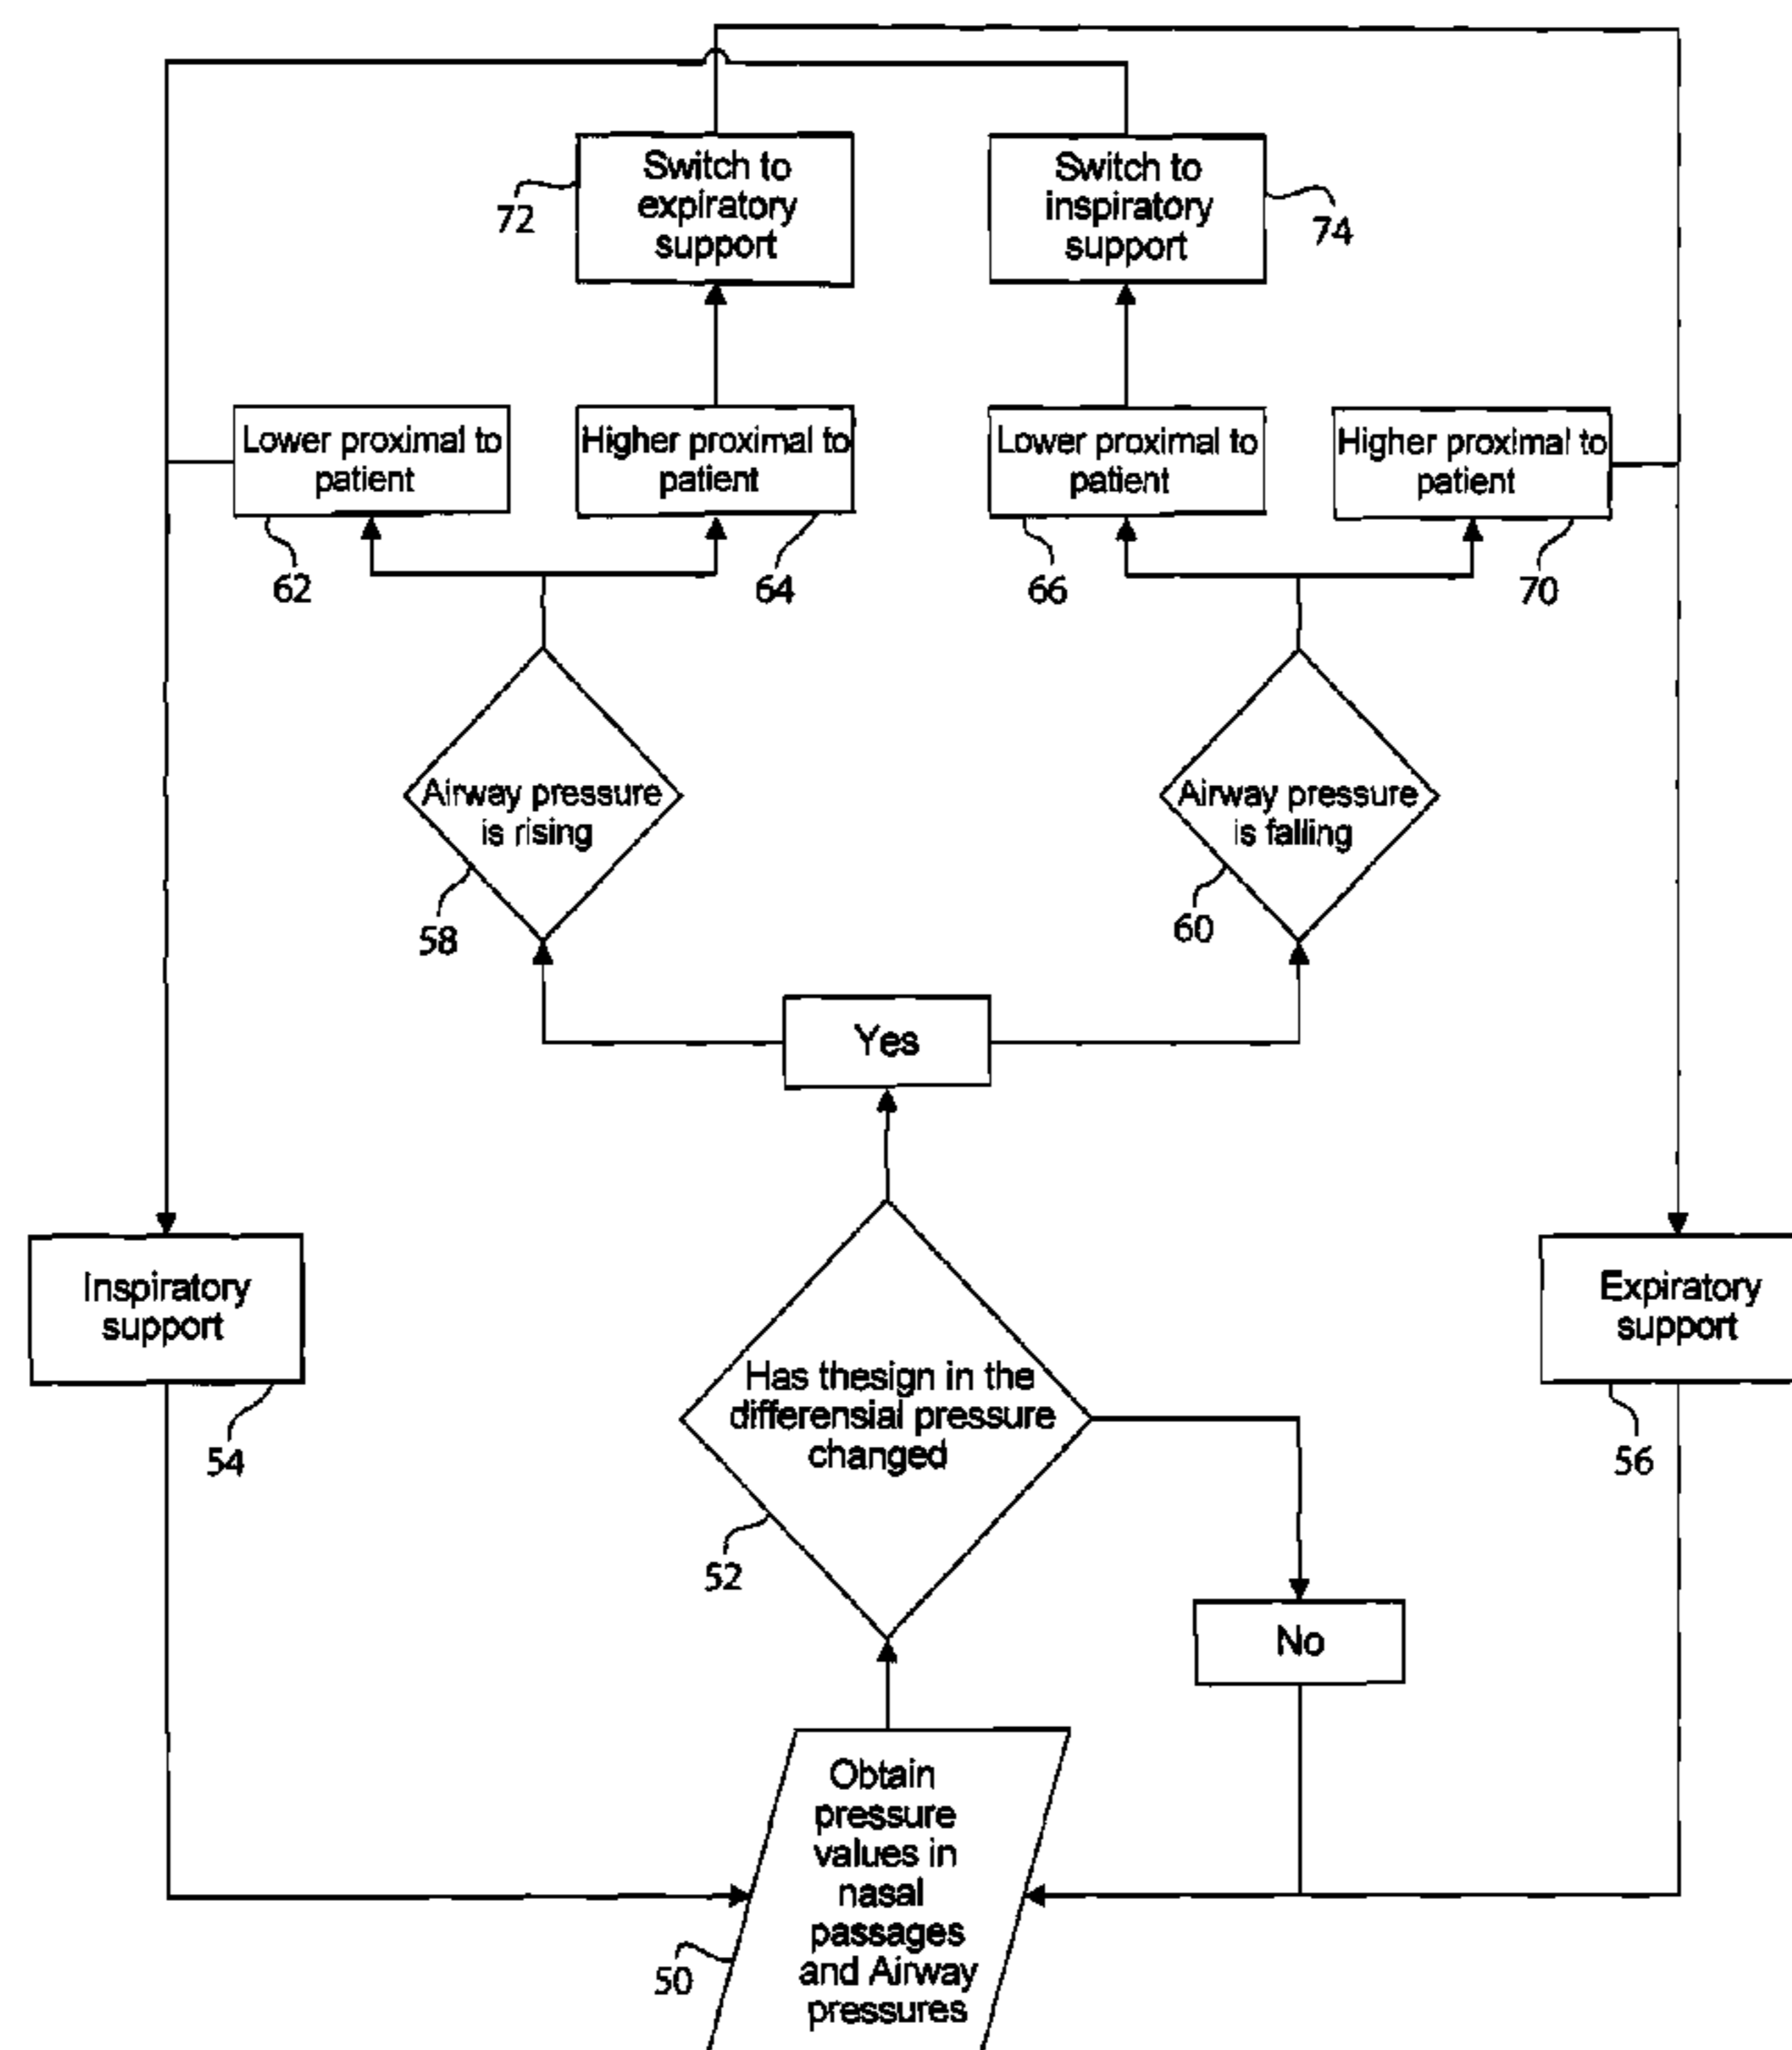 Switch to
expiratory
support
72
Switch to
inspiratory
support
74
Lower proximal to
patient
62
Higher proximal to
patient
64
Lower proximal to
patient
66
Higher proximal to
patient
70
Airway pressure
is rising
58
Airway pressure
is falling
60
Yes
Inspiratory
support
54
Has thesign in the
differensial pressure
changed
52
Expiratory
support
56
No
Obtain
pressure
values in
nasal
passages
and Airway
pressures
50